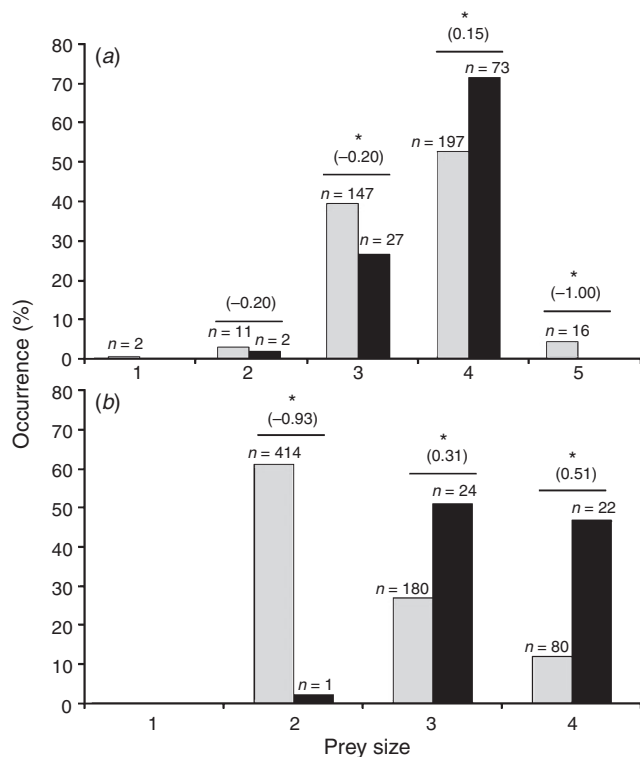 (a)
*
(0.15)
80
n = 73
70
*
(–0.20)
60
n = 197
50
n = 147
40
n = 27
*
(–1.00)
30
20
(–0.20)
10
n = 2
n = 11
n = 2
n = 16
0
1 2 3 4 5
Occurrence (%)
(b)
80
*
(–0.93)
70
*
(0.31)
*
(0.51)
60
n = 414
n = 24
n = 22
50
40
30
n = 180
20
n = 80
10
n = 1
0
1 2 3 4
Prey size